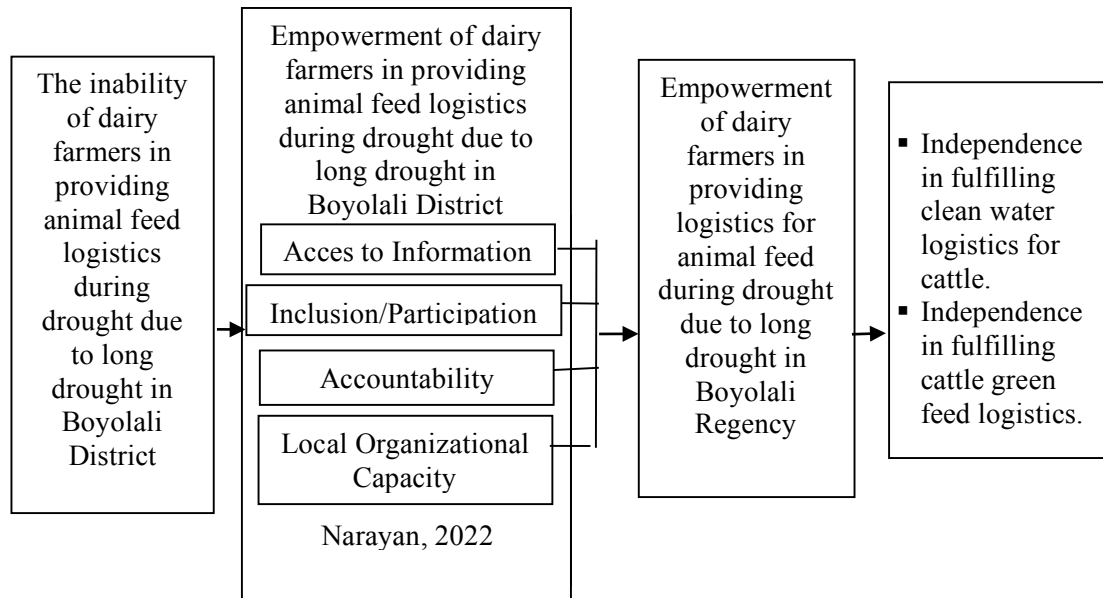 The inability
of dairy
farmers in
providing
animal feed
logistics
during
drought due
to long
drought in
Boyolali
District
Empowerment of dairy
farmers in providing
animal feed logistics
during drought due to
long drought in
Boyolali District
Acces to Information
Inclusion/Participation
Accountability
Local Organizational
Capacity
Narayan, 2022
Empowerment
of dairy
farmers in
providing
logistics for
animal feed
during drought
due to long
drought in
Boyolali
Regency
▪ Independence
in fulfilling
clean water
logistics for
cattle.
▪ Independence
in fulfilling
cattle green
feed logistics.